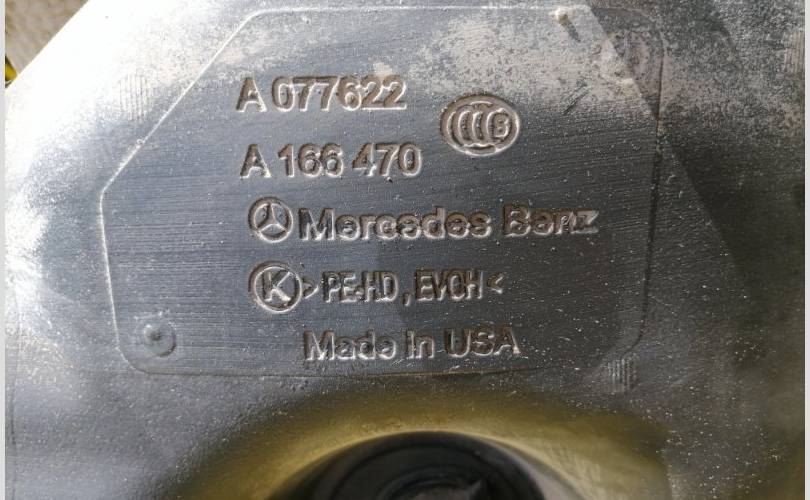 A 077622
A 166 470
Mercedes Benz
K >PE-HD, EVOH<
Made in USA